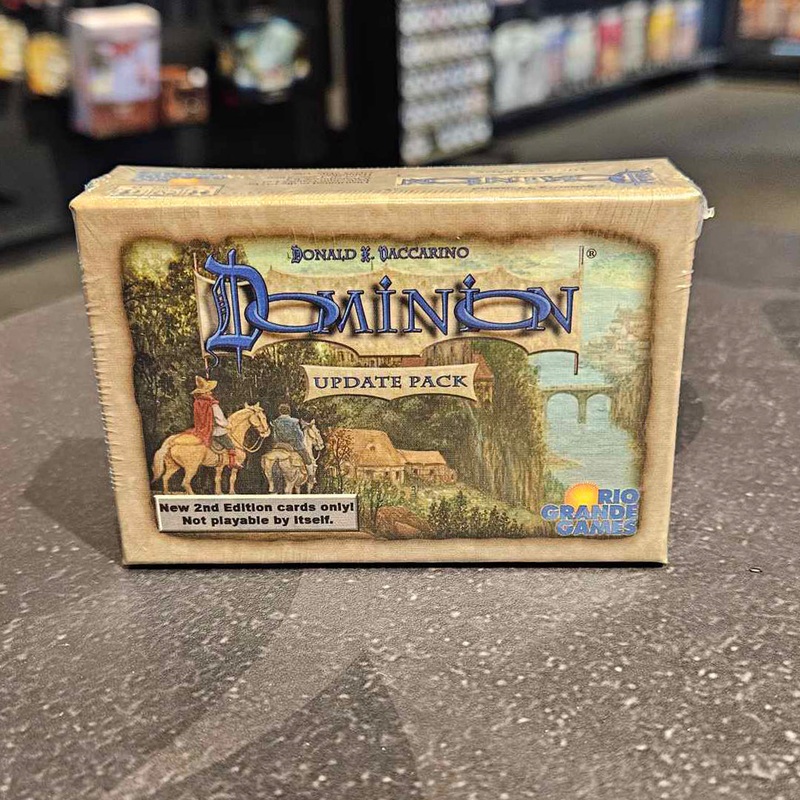 DONALD X. VACCARINO
DOMINION®
UPDATE PACK
New 2nd Edition cards only!
Not playable by itself.
RIO
GRANDE
GAMES